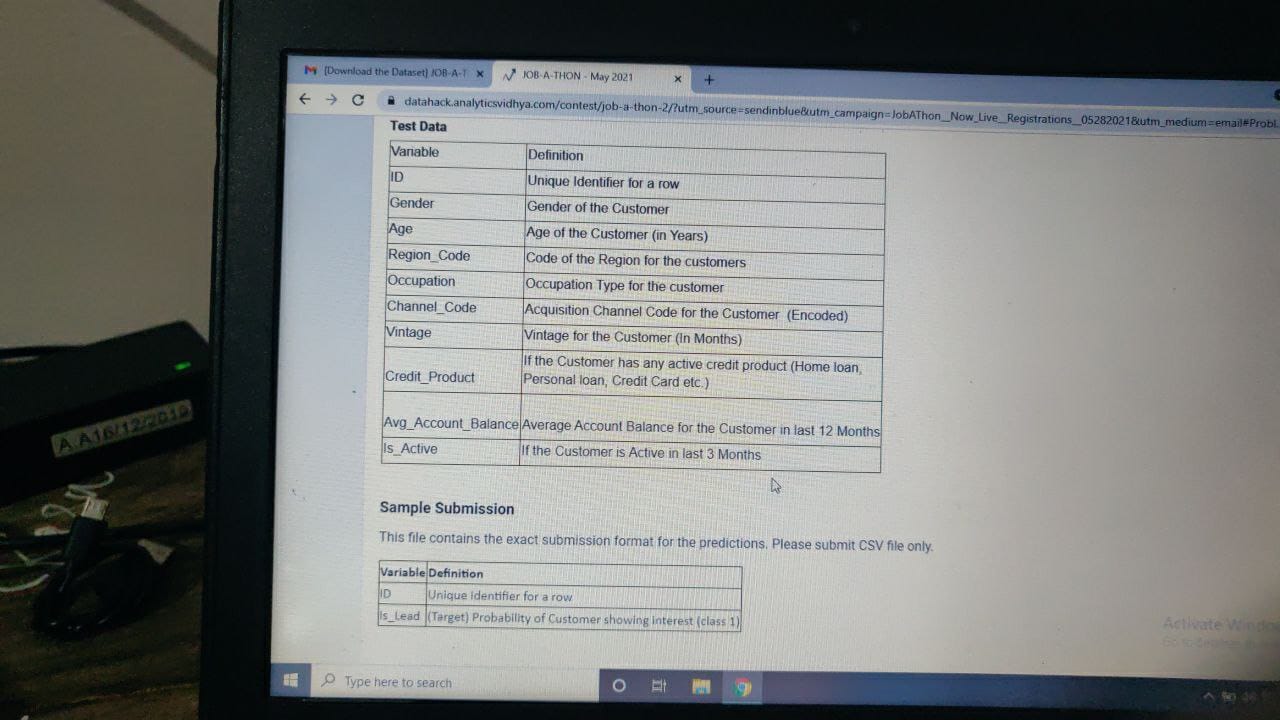 [Download the Dataset] JOB-A-T
JOB-A-THON - May 2021
datahack.analyticsvidhya.com/contest/job-a-thon-2/?utm_source=sendinblue&utm_campaign=JobAThon__Now_Live__Registrations__05282021&utm_medium=email#Probl
Test Data
Variable Definition
ID Unique Identifier for a row
Gender Gender of the Customer
Age Age of the Customer (in Years)
Region_Code Code of the Region for the customers
Occupation Occupation Type for the customer
Channel_Code Acquisition Channel Code for the Customer (Encoded)
Vintage Vintage for the Customer (In Months)
If the Customer has any active credit product (Home loan,
Credit_Product Personal loan, Credit Card etc.)
Avg_Account_Balance Average Account Balance for the Customer in last 12 Months
Is_Active If the Customer is Active in last 3 Months
Sample Submission
This file contains the exact submission format for the predictions. Please submit CSV file only.
Variable Definition
ID Unique Identifier for a row
Is_Lead (Target) Probability of Customer showing interest (class 1)
Activate Windo
Type here to search
A.A16/12/2019